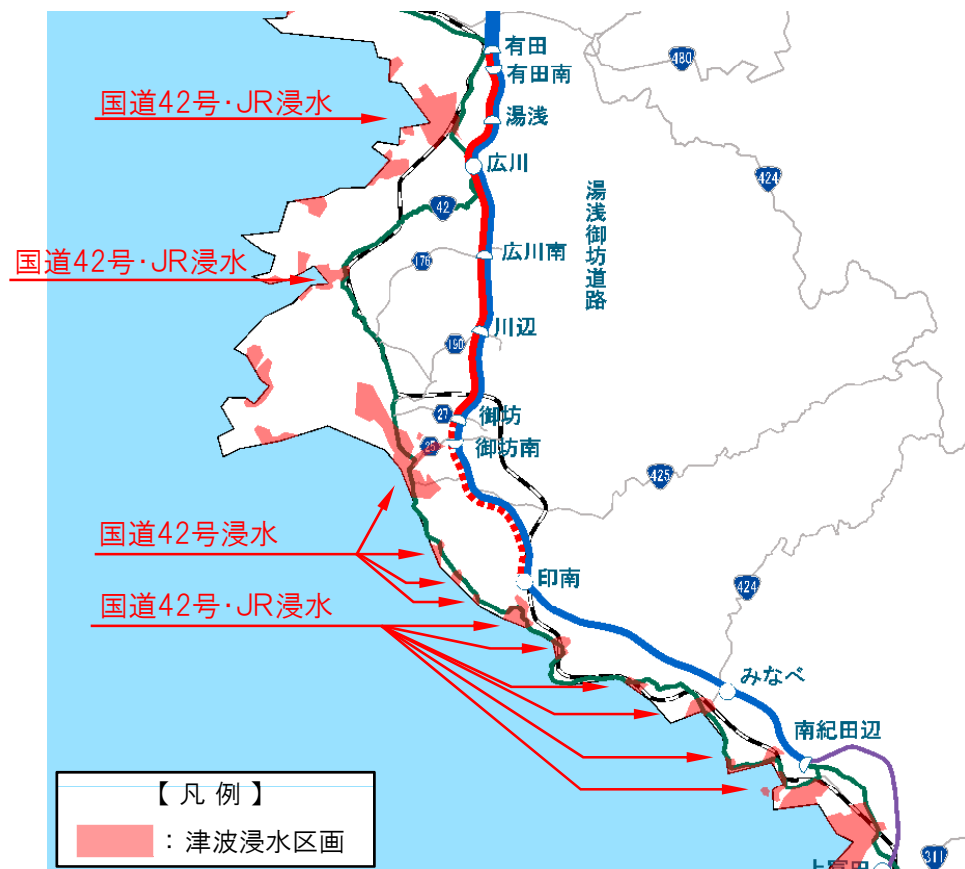 有田
480
有田南
国道42号･JR浸水
湯浅
広川
424
湯浅御坊道路
42
広川南
国道42号･JR浸水
176
川辺
190
27
御坊
25
御坊南
425
国道42号浸水
印南
424
国道42号･JR浸水
みなべ
南紀田辺
【 凡 例 】
：津波浸水区画
311
上富田